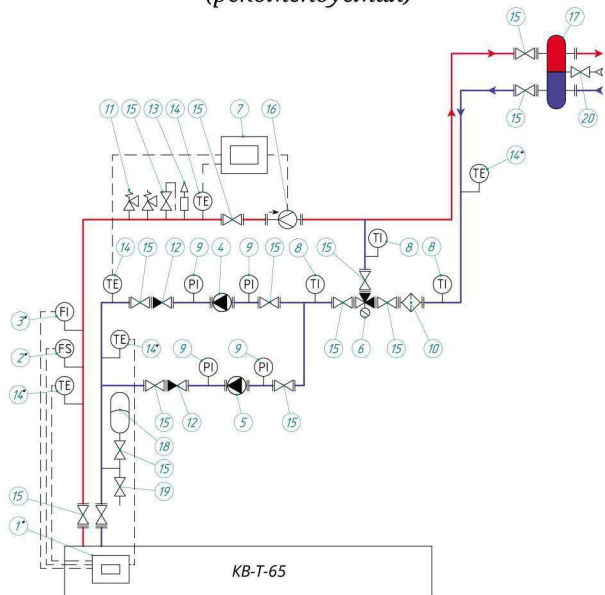 (рекомендуемая)
15 17
11 15 13 14 15 7 16
15 20
TE 14*
TE
14 15 12 9 4 9 15 8 15 TI 8 8
TE PI PI TI TI
3* FI
2* FS TE 14* 9 9 15 6 15 10
14* TE PI PI
15 12 5 15
18
15
15 19
1*
КВ-Т-65